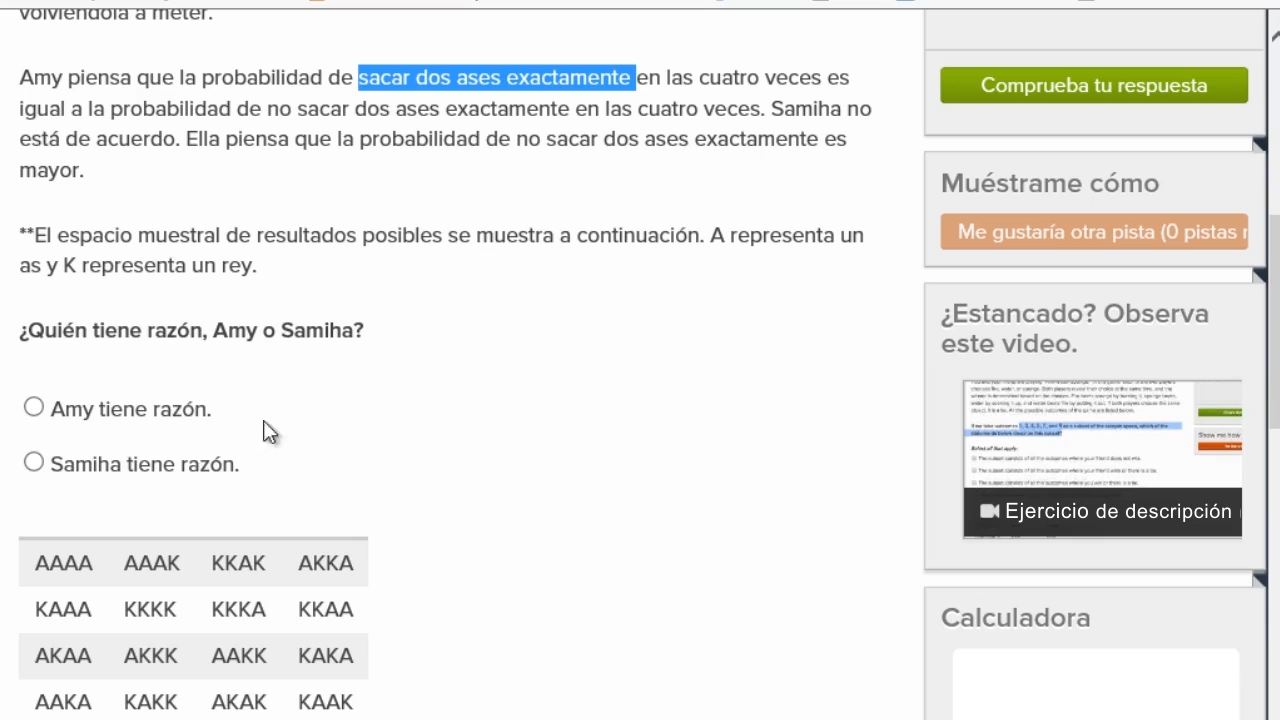 volviéndola a meter.
Amy piensa que la probabilidad de sacar dos ases exactamente en las cuatro veces es
igual a la probabilidad de no sacar dos ases exactamente en las cuatro veces. Samiha no
está de acuerdo. Ella piensa que la probabilidad de no sacar dos ases exactamente es
mayor.
**El espacio muestral de resultados posibles se muestra a continuación. A representa un
as y K representa un rey.
¿Quién tiene razón, Amy o Samiha?
Amy tiene razón.
Samiha tiene razón.
AAAA AAAK KKAK AKKA
KAAA KKKK KKKA KKAA
AKAA AKKK AAKK KAKA
AAKA KAKK AKAK KAAK
Comprueba tu respuesta
Muéstrame cómo
Me gustaría otra pista (0 pistas
¿Estancado? Observa
este video.
Show me how
Ejercicio de descripción
Calculadora